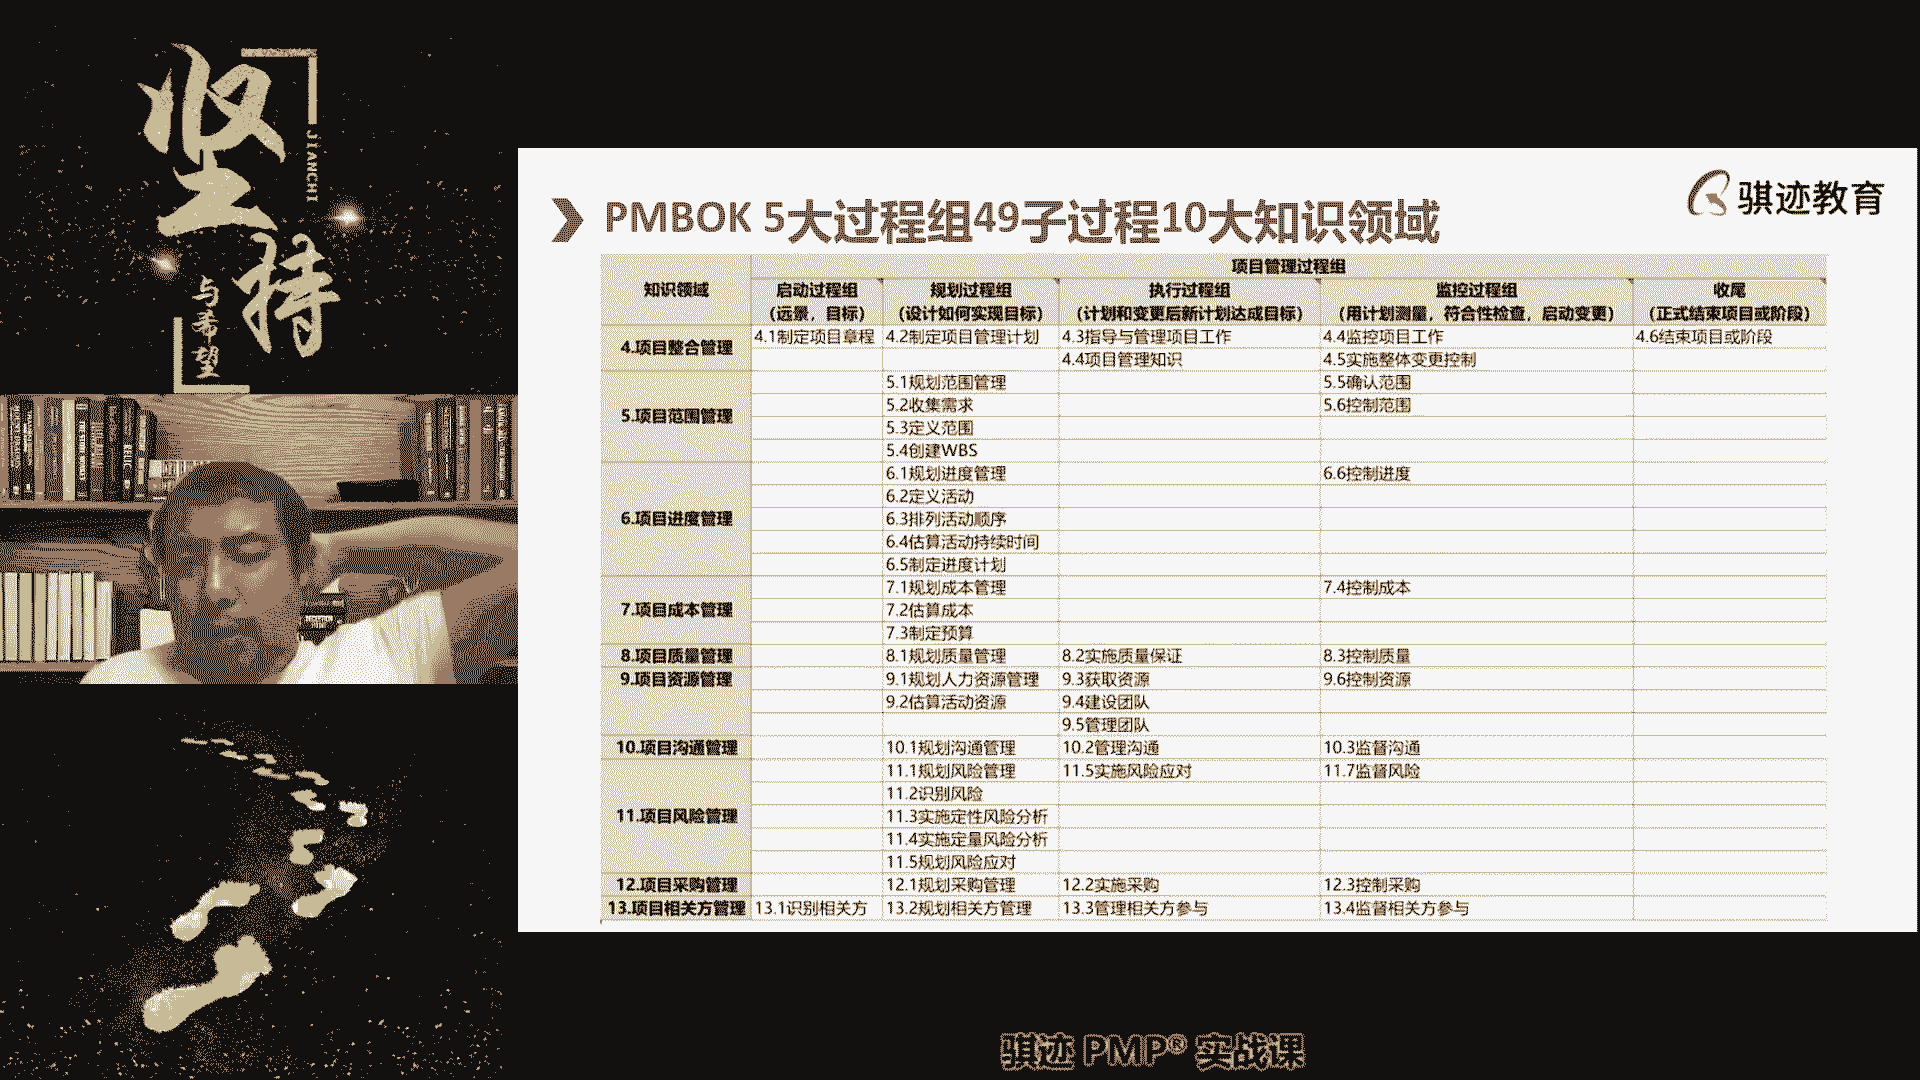 坚持
JIANCHI
与希望
骐迹教育
PMBOK 5大过程组49子过程10大知识领域
知识领域 项目管理过程组
启动过程组 规划过程组 执行过程组 监控过程组 收尾
（远景，目标） （设计如何实现目标） （计划和变更后新计划达成目标） （用计划测量，符合性检查，启动变更） （正式结束项目或阶段）
4.项目整合管理 4.1制定项目章程 4.2制定项目管理计划 4.3指导与管理项目工作 4.4监控项目工作 4.6结束项目或阶段
4.4项目管理知识 4.5实施整体变更控制
5.项目范围管理 5.1规划范围管理 5.5确认范围
5.2收集需求 5.6控制范围
5.3定义范围
5.4创建WBS
6.项目进度管理 6.1规划进度管理 6.6控制进度
6.2定义活动
6.3排列活动顺序
6.4估算活动持续时间
6.5制定进度计划
7.项目成本管理 7.1规划成本管理 7.4控制成本
7.2估算成本
7.3制定预算
8.项目质量管理 8.1规划质量管理 8.2实施质量保证 8.3控制质量
9.项目资源管理 9.1规划人力资源管理 9.3获取资源 9.6控制资源
9.2估算活动资源 9.4建设团队
9.5管理团队
10.项目沟通管理 10.1规划沟通管理 10.2管理沟通 10.3监督沟通
11.项目风险管理 11.1规划风险管理 11.5实施风险应对 11.7监督风险
11.2识别风险
11.3实施定性风险分析
11.4实施定量风险分析
11.5规划风险应对
12.项目采购管理 12.1规划采购管理 12.2实施采购 12.3控制采购
13.项目相关方管理 13.1识别相关方 13.2规划相关方管理 13.3管理相关方参与 13.4监督相关方参与
骐迹 PMP® 实战课